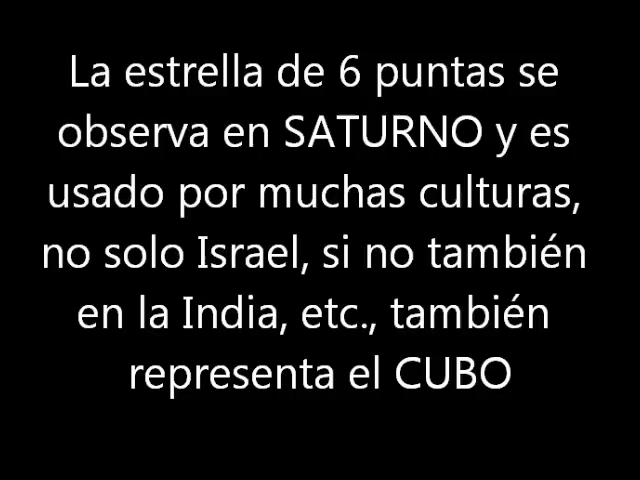 La estrella de 6 puntas se
observa en SATURNO y es
usado por muchas culturas,
no solo Israel, si no también
en la India, etc., también
representa el CUBO